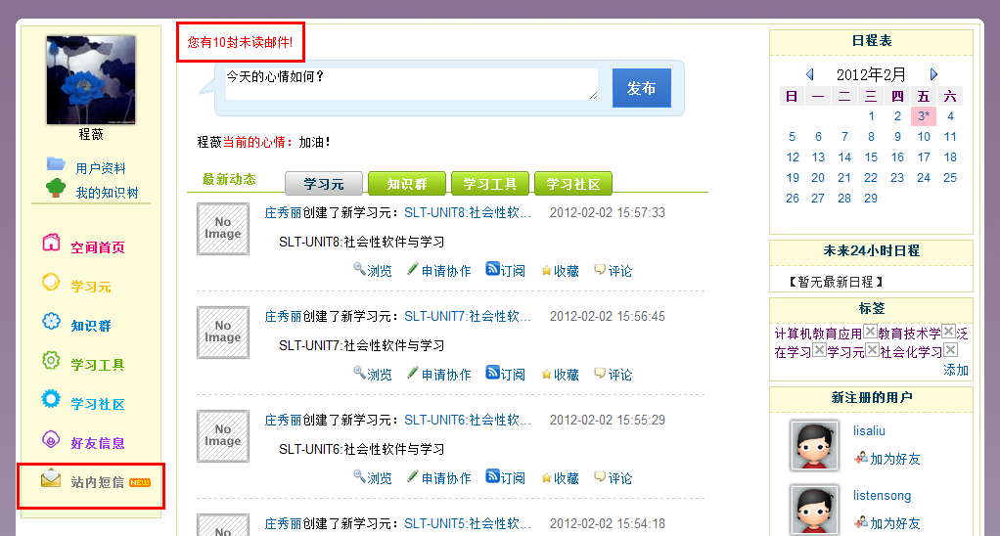 程薇
用户资料
我的知识树
空间首页
学习元
知识群
学习工具
学习社区
好友信息
站内短信 NEW
您有10封未读邮件!
今天的心情如何？
发布
程薇当前的心情：加油！
最新动态 学习元 知识群 学习工具 学习社区
No
Image
庄秀丽创建了新学习元：SLT-UNIT8:社会性软... 2012-02-02 15:57:33
SLT-UNIT8:社会性软件与学习
浏览 申请协作 订阅 收藏 评论
No
Image
庄秀丽创建了新学习元：SLT-UNIT7:社会性软... 2012-02-02 15:56:45
SLT-UNIT7:社会性软件与学习
浏览 申请协作 订阅 收藏 评论
No
Image
庄秀丽创建了新学习元：SLT-UNIT6:社会性软... 2012-02-02 15:55:29
SLT-UNIT6:社会性软件与学习
浏览 申请协作 订阅 收藏 评论
No
庄秀丽创建了新学习元：SLT-UNIT5:社会性软... 2012-02-02 15:54:18
日程表
2012年2月
日 一 二 三 四 五 六
1 2 3* 4
5 6 7 8 9 10 11
12 13 14 15 16 17 18
19 20 21 22 23 24 25
26 27 28 29
未来24小时日程
【暂无最新日程】
标签
计算机教育应用 教育技术学 泛
在学习 学习元 社会化学习
添加
新注册的用户
lisaliu
加为好友
listensong
加为好友